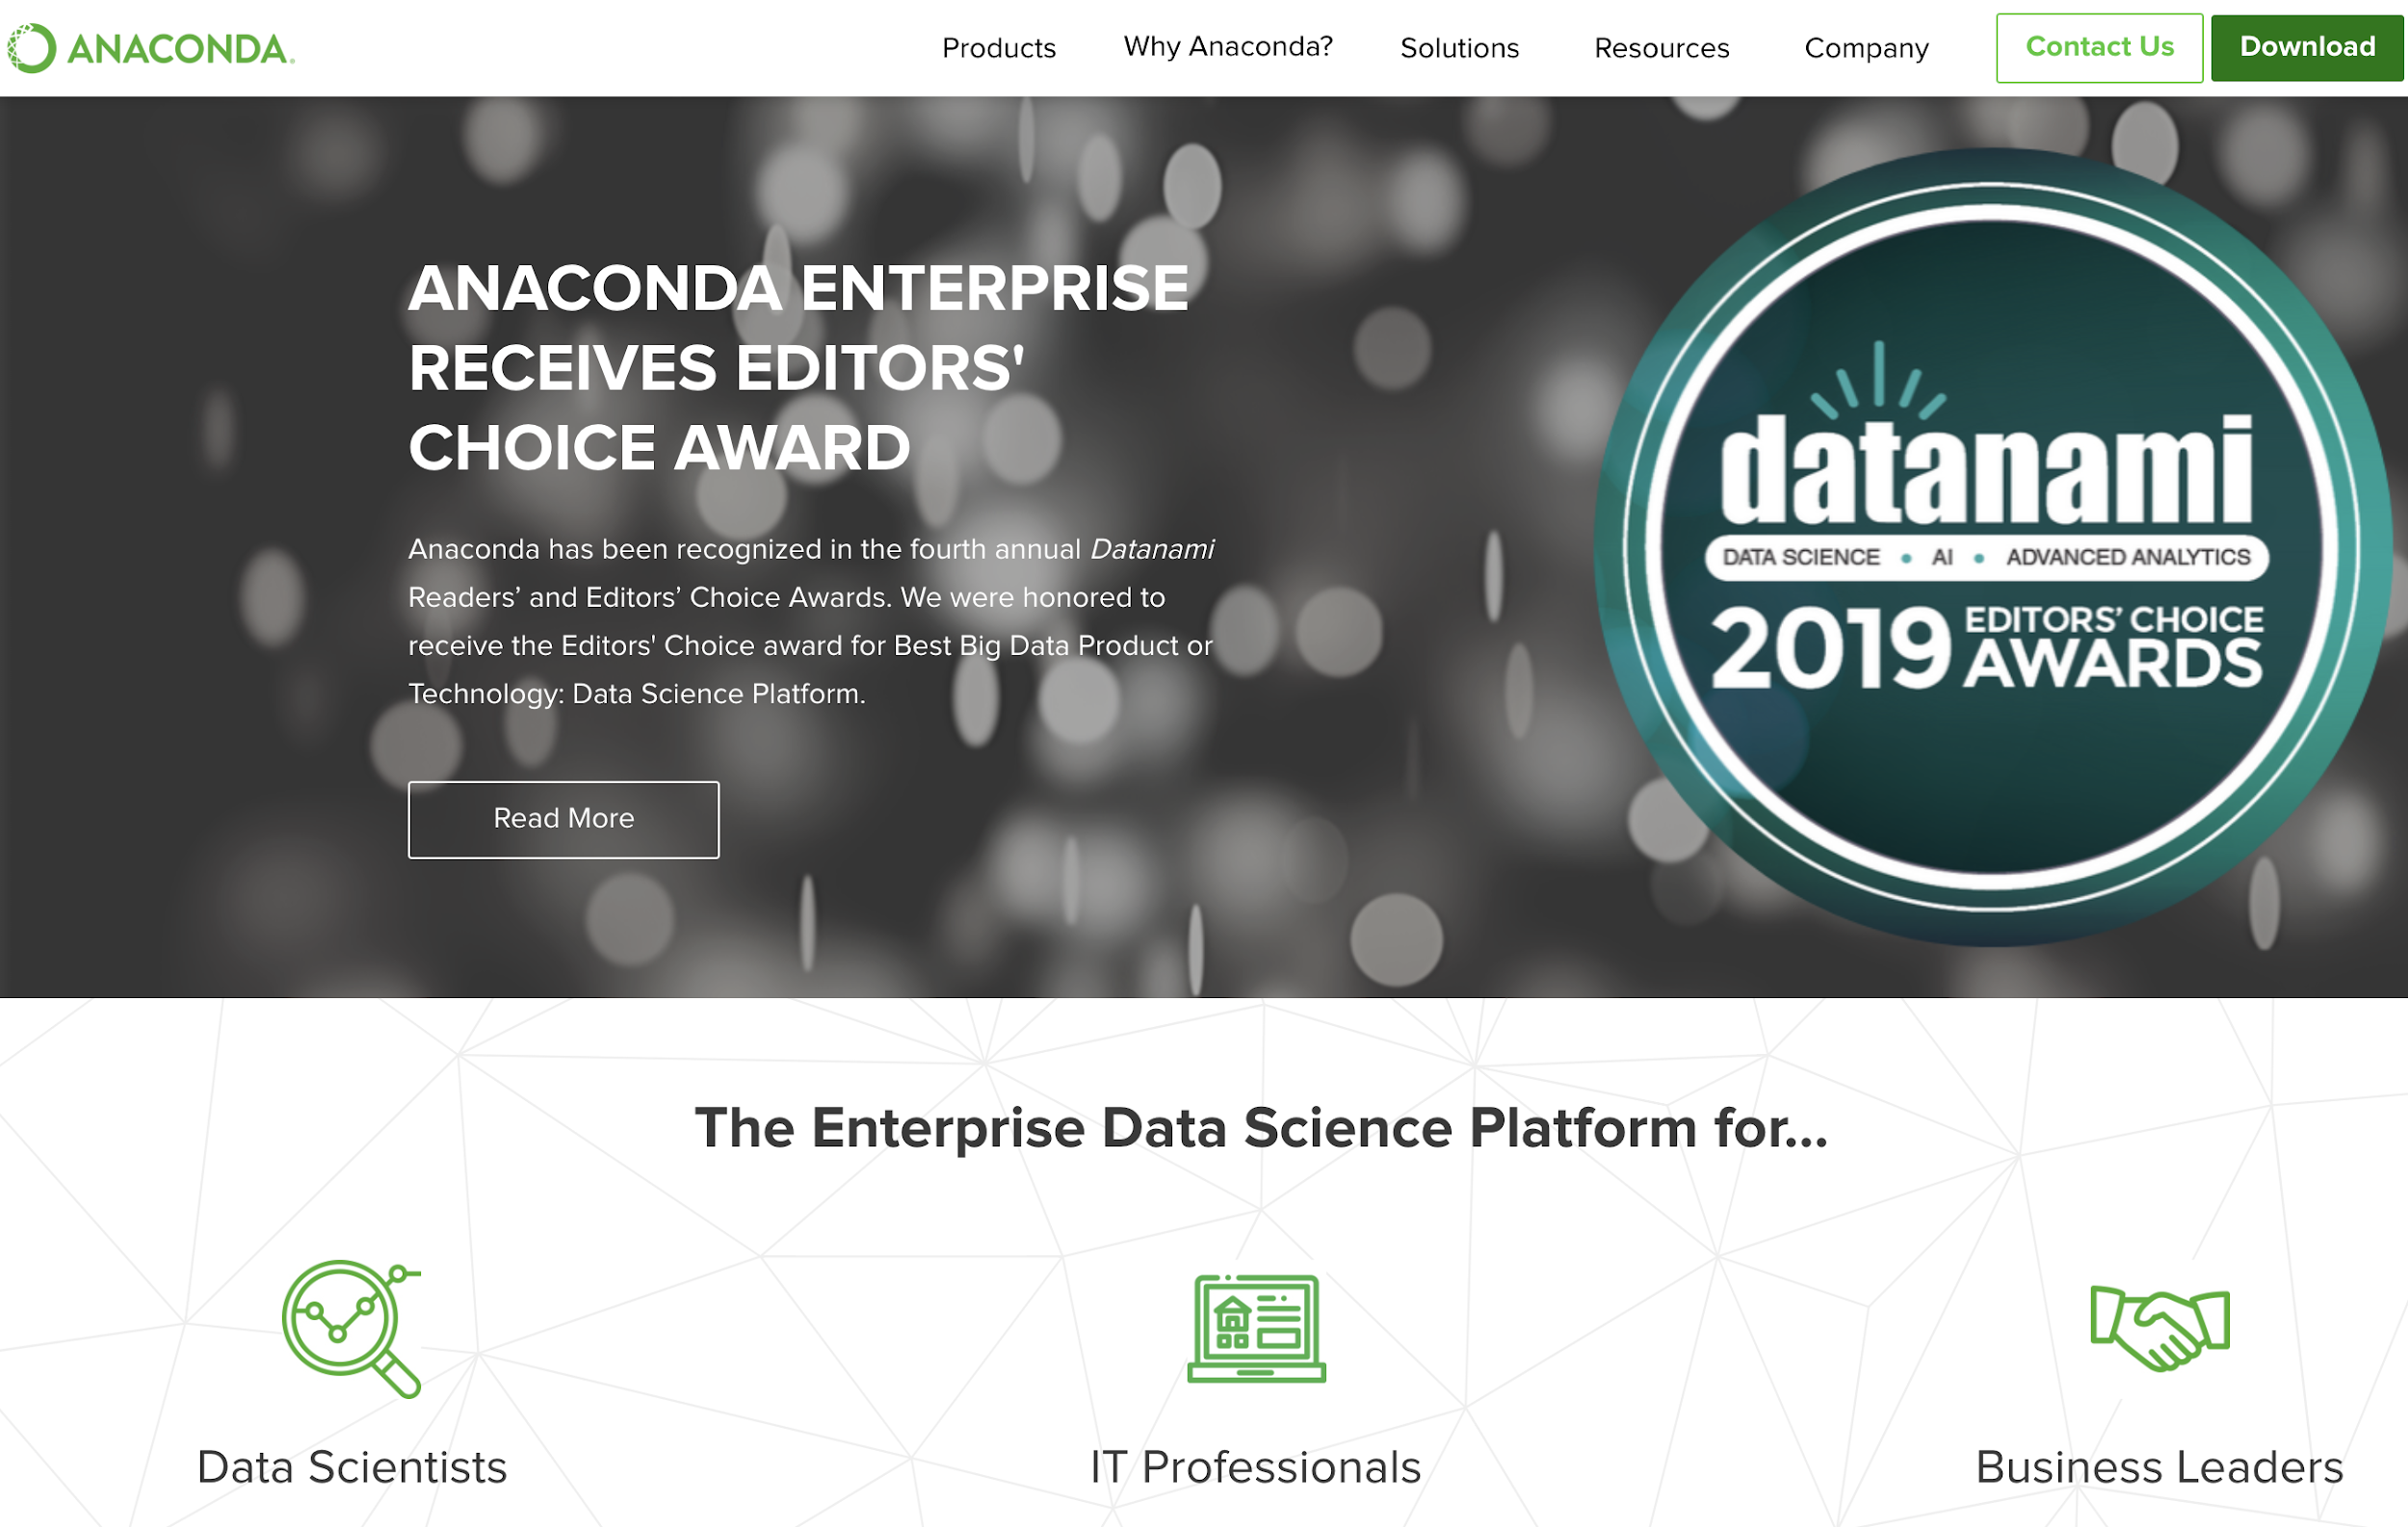 ANACONDA.
Products
Why Anaconda?
Solutions
Resources
Company
Contact Us
Download
ANACONDA ENTERPRISE
RECEIVES EDITORS'
CHOICE AWARD
Anaconda has been recognized in the fourth annual Datanami
Readers’ and Editors’ Choice Awards. We were honored to
receive the Editors' Choice award for Best Big Data Product or
Technology: Data Science Platform.
Read More
datanami
DATA SCIENCE • AI • ADVANCED ANALYTICS
2019 EDITORS’ CHOICE
AWARDS
The Enterprise Data Science Platform for...
Data Scientists
IT Professionals
Business Leaders